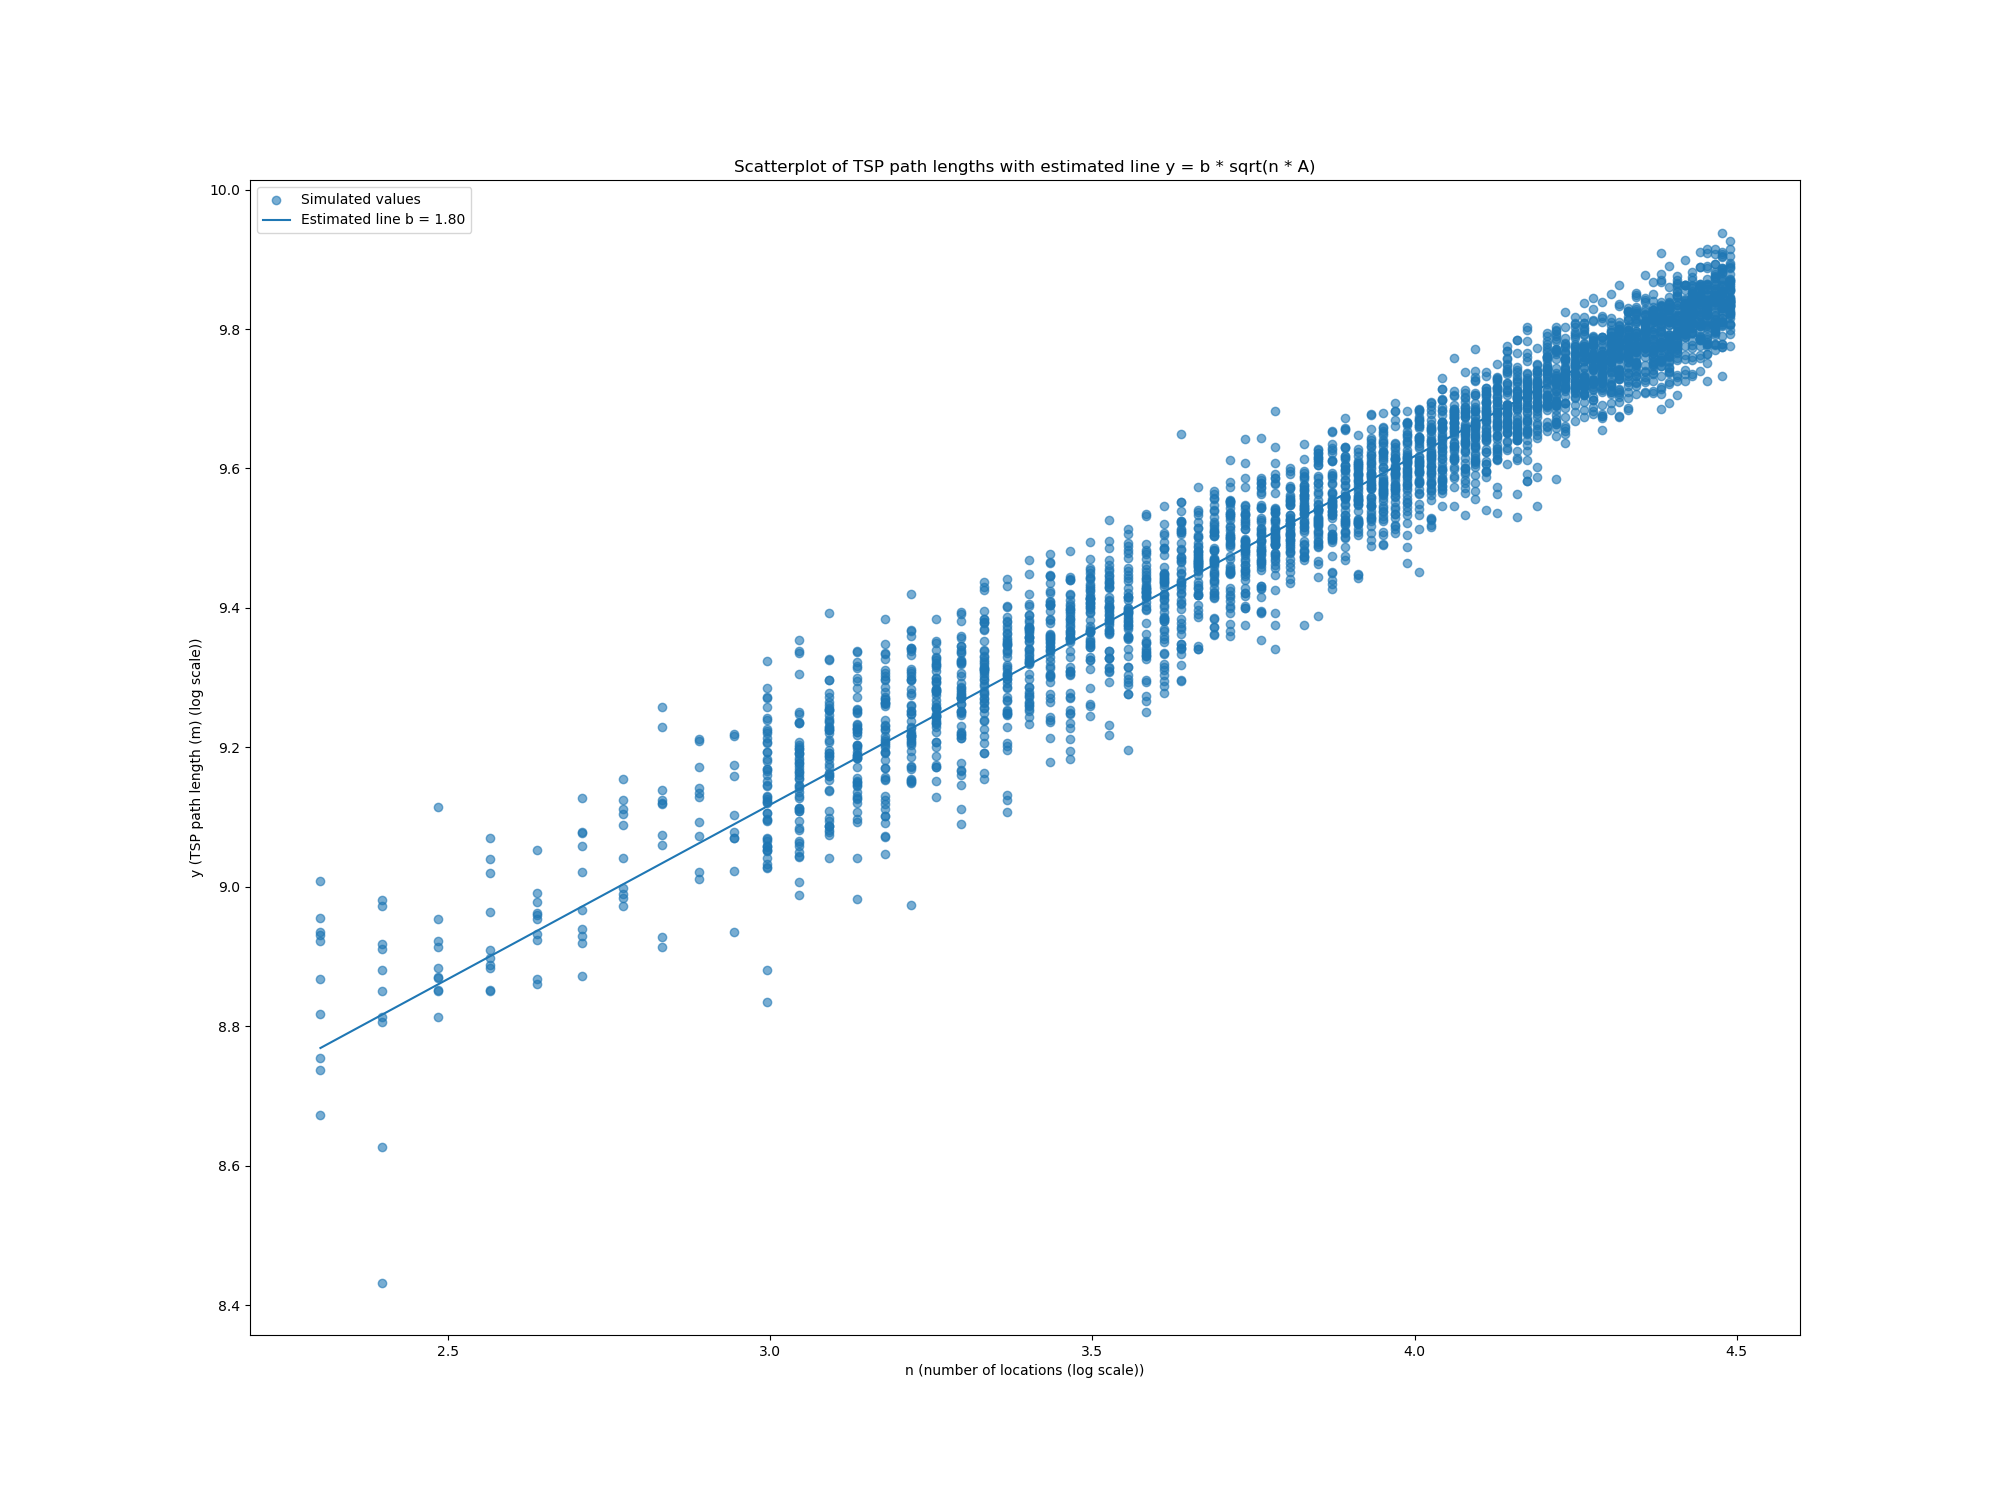 Scatterplot of TSP path lengths with estimated line y = b * sqrt(n * A)
Simulated values
Estimated line b = 1.80
y (TSP path length (m) (log scale))
10.0
9.8
9.6
9.4
9.2
9.0
8.8
8.6
8.4
2.5 3.0 3.5 4.0 4.5
n (number of locations (log scale))